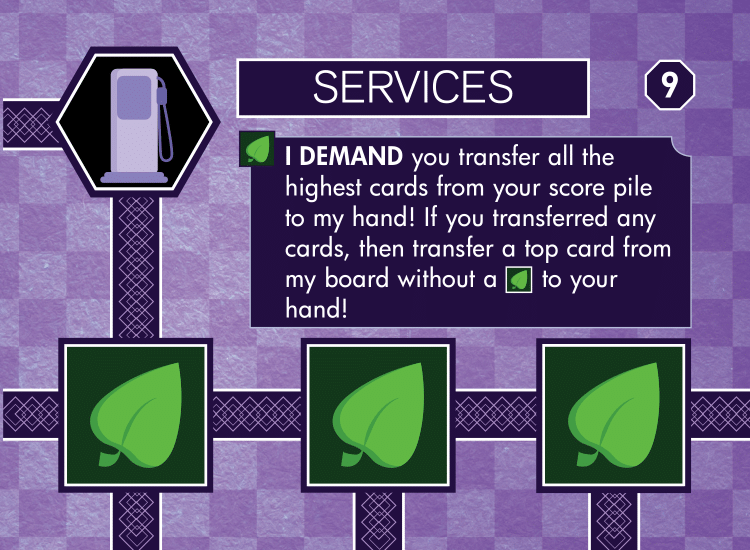 SERVICES
9
I DEMAND you transfer all the
highest cards from your score pile
to my hand! If you transferred any
cards, then transfer a top card from
my board without a to your
hand!